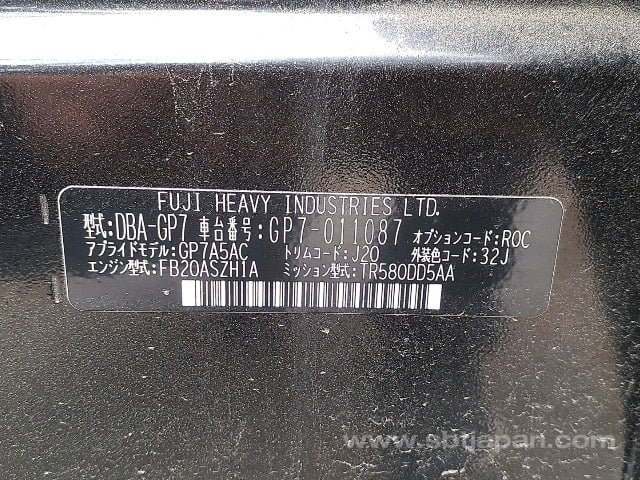 FUJI HEAVY INDUSTRIES LTD.
型式:DBA-GP7 車台番号:GP7-011087 オプションコード:R0C
アプライドモデル:GP7A5AC トリムコード:J20 外装色コード:32J
エンジン型式:FB20ASZH1A ミッション型式:TR580DD5AA
www.sbtjapan.com